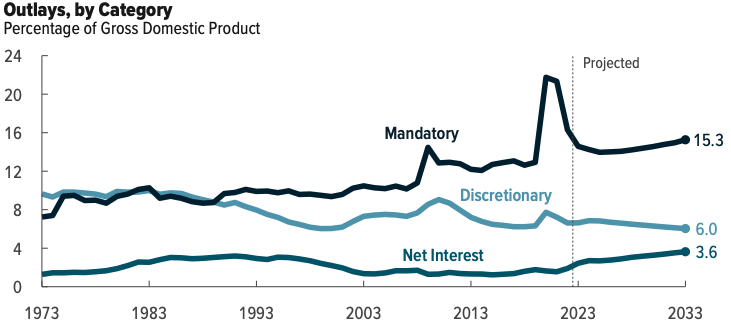 Outlays, by Category
Percentage of Gross Domestic Product
24
Projected
20
16
Mandatory
15.3
12
Discretionary
8
6.0
4
Net Interest
3.6
0
1973 1983 1993 2003 2013 2023 2033